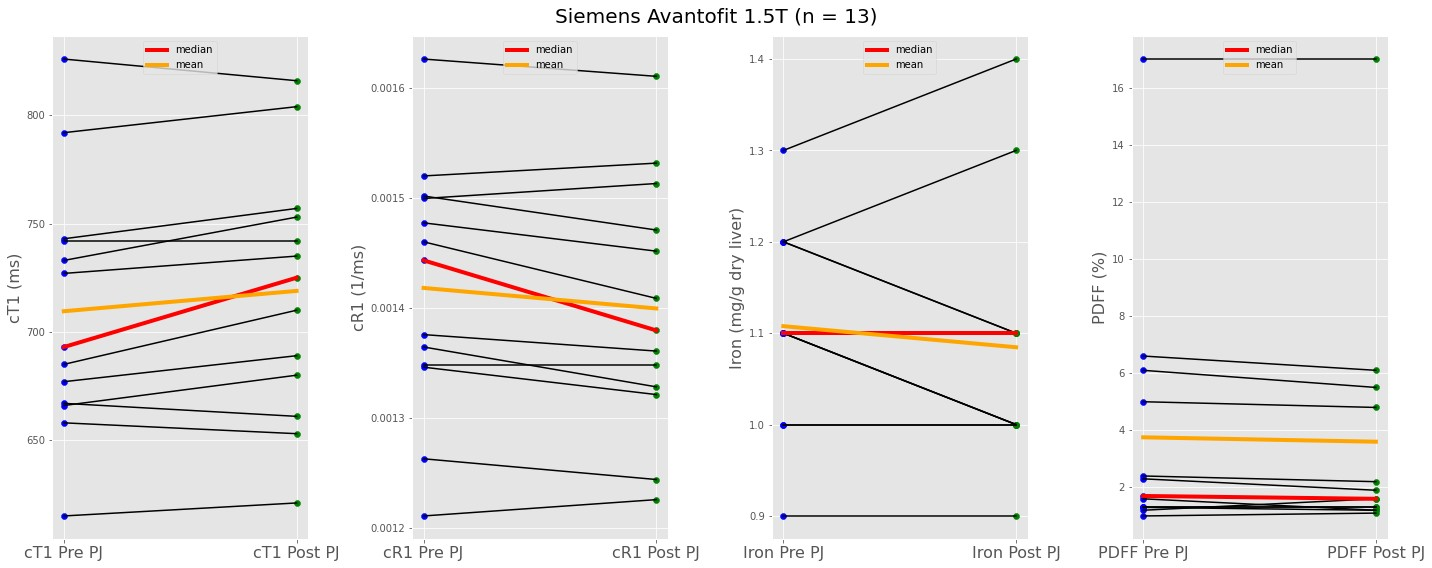 Siemens Avantofit 1.5T (n = 13)
median
mean
800
750
700
650
cT1 (ms)
cT1 Pre PJ
cT1 Post PJ
median
mean
0.0016
0.0015
0.0014
0.0013
0.0012
cR1 (1/ms)
cR1 Pre PJ
cR1 Post PJ
median
mean
1.4
1.3
1.2
1.1
1.0
0.9
Iron (mg/g dry liver)
Iron Pre PJ
Iron Post PJ
median
mean
16
14
12
10
8
6
4
2
PDFF (%)
PDFF Pre PJ
PDFF Post PJ